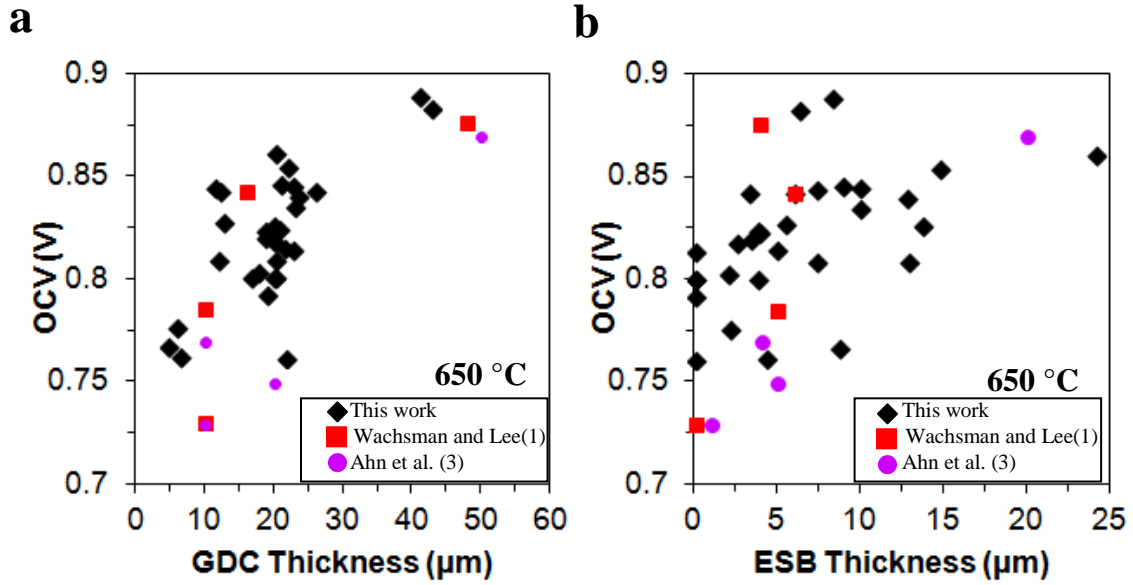 a
0.9
0.85
0.8
0.75
0.7
OCV (V)
0 10 20 30 40 50 60
GDC Thickness (µm)
650 °C
This work
Wachsman and Lee(1)
Ahn et al. (3)
b
0.9
0.85
0.8
0.75
0.7
OCV (V)
0 5 10 15 20 25
ESB Thickness (µm)
650 °C
This work
Wachsman and Lee(1)
Ahn et al. (3)